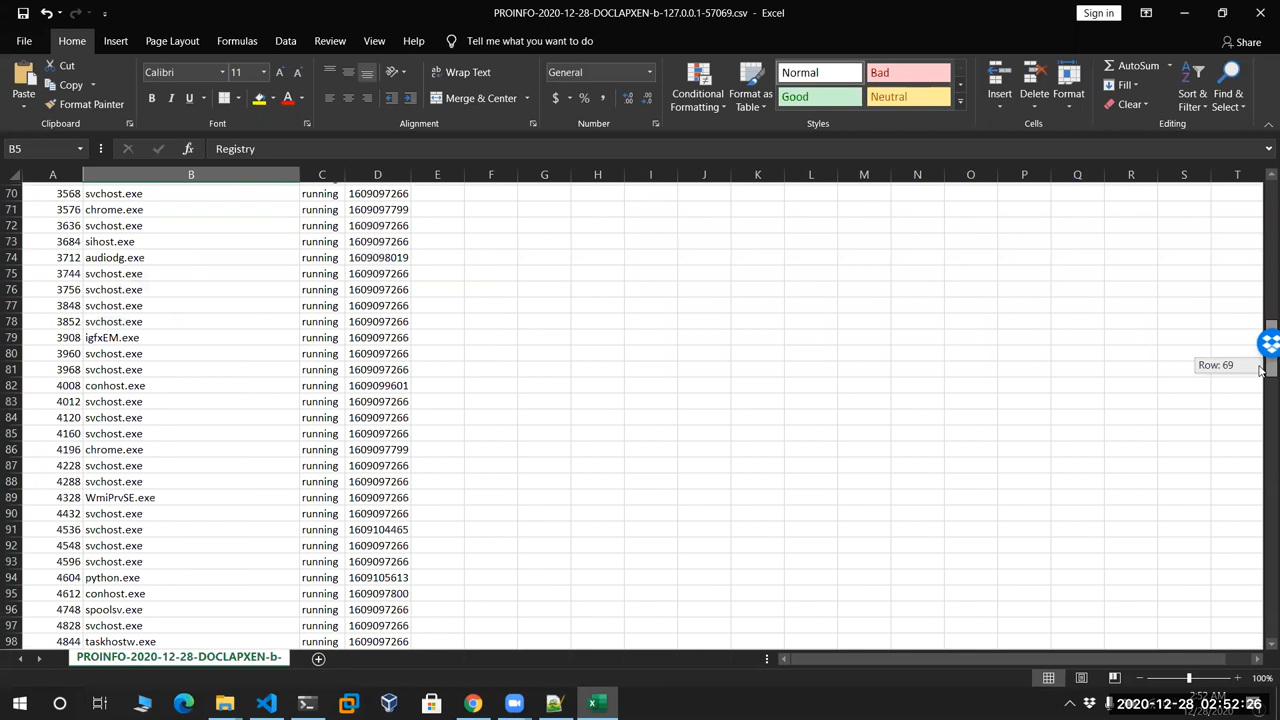 PROINFO-2020-12-28-DOCLAPXEN-b-127.0.0.1-57069.csv - Excel
Sign in
File Home Insert Page Layout Formulas Data Review View Help Tell me what you want to do Share
Paste
Cut
Copy
Format Painter
Clipboard
Calibri 11
B I U
Font
Wrap Text
Merge & Center
Alignment
General
$ % ,
Number
Conditional Formatting
Format as Table
Normal Bad
Good Neutral
Styles
Insert Delete Format
Cells
AutoSum
Fill
Clear
Sort & Filter
Find & Select
Editing
B5 fx Registry
A B C D E F G H I J K L M N O P Q R S T
70 3568 svchost.exe running 1609097266
71 3576 chrome.exe running 1609097799
72 3636 svchost.exe running 1609097266
73 3684 sihost.exe running 1609097266
74 3712 audiodg.exe running 1609098019
75 3744 svchost.exe running 1609097266
76 3756 svchost.exe running 1609097266
77 3848 svchost.exe running 1609097266
78 3852 svchost.exe running 1609097266
79 3908 igfxEM.exe running 1609097266
80 3960 svchost.exe running 1609097266
81 3968 svchost.exe running 1609097266
Row: 69
82 4008 conhost.exe running 1609099601
83 4012 svchost.exe running 1609097266
84 4120 svchost.exe running 1609097266
85 4160 svchost.exe running 1609097266
86 4196 chrome.exe running 1609097799
87 4228 svchost.exe running 1609097266
88 4288 svchost.exe running 1609097266
89 4328 WmiPrvSE.exe running 1609097266
90 4432 svchost.exe running 1609097266
91 4536 svchost.exe running 1609104465
92 4548 svchost.exe running 1609097266
93 4596 svchost.exe running 1609097266
94 4604 python.exe running 1609105613
95 4612 conhost.exe running 1609097800
96 4748 spoolsv.exe running 1609097266
97 4828 svchost.exe running 1609097266
98 4844 taskhostw.exe running 1609097266
PROINFO-2020-12-28-DOCLAPXEN-b-
100%
2:52 AM
2020-12-28 02:52:26
12/28/2020